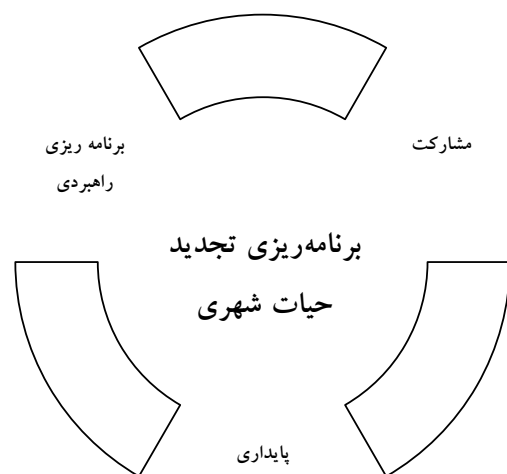 مشارکت
برنامه ریزی
راهبردی
برنامه‌ریزی تجدید
حیات شهری
پایداری